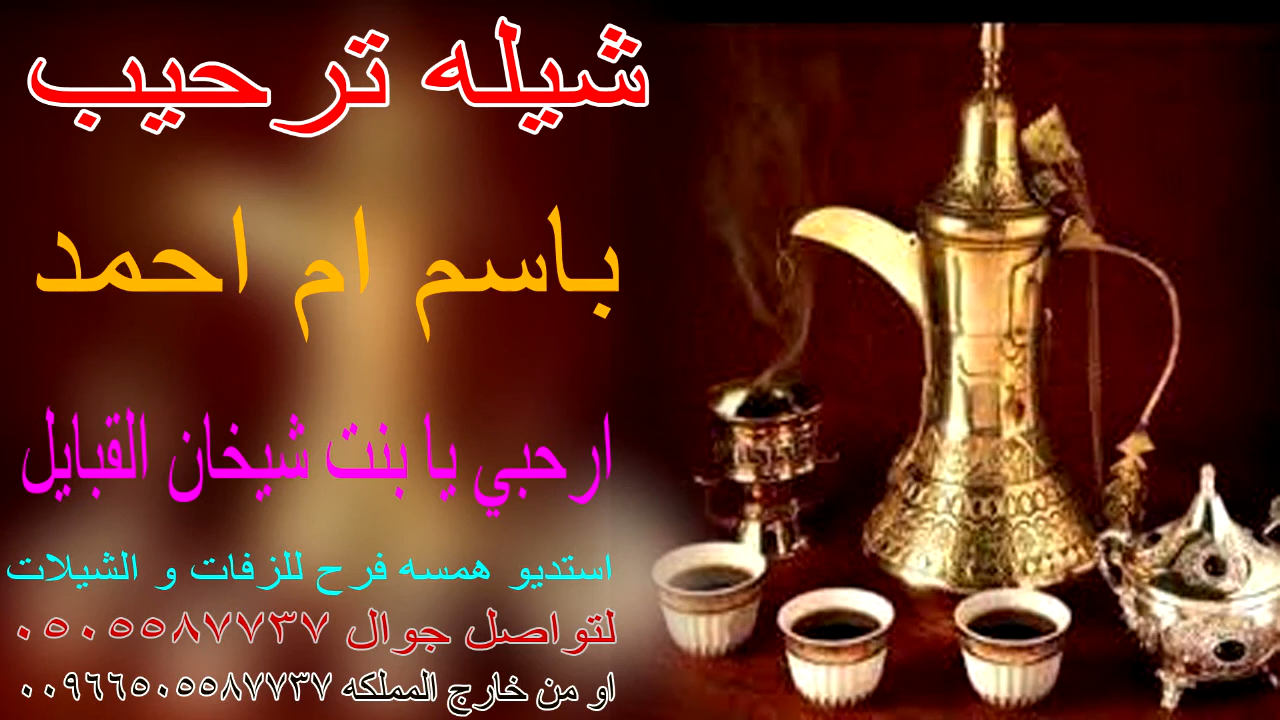 شيله ترحيب
باسم ام احمد
ارحبي يا بنت شيخان القبايل
استديو همسه فرح للزفات و الشيلات
لتواصل جوال ٠٥٠٥٥٨٧٧٣٧
او من خارج المملكه ٠٠٩٦٦٥٠٥٥٨٧٧٣٧